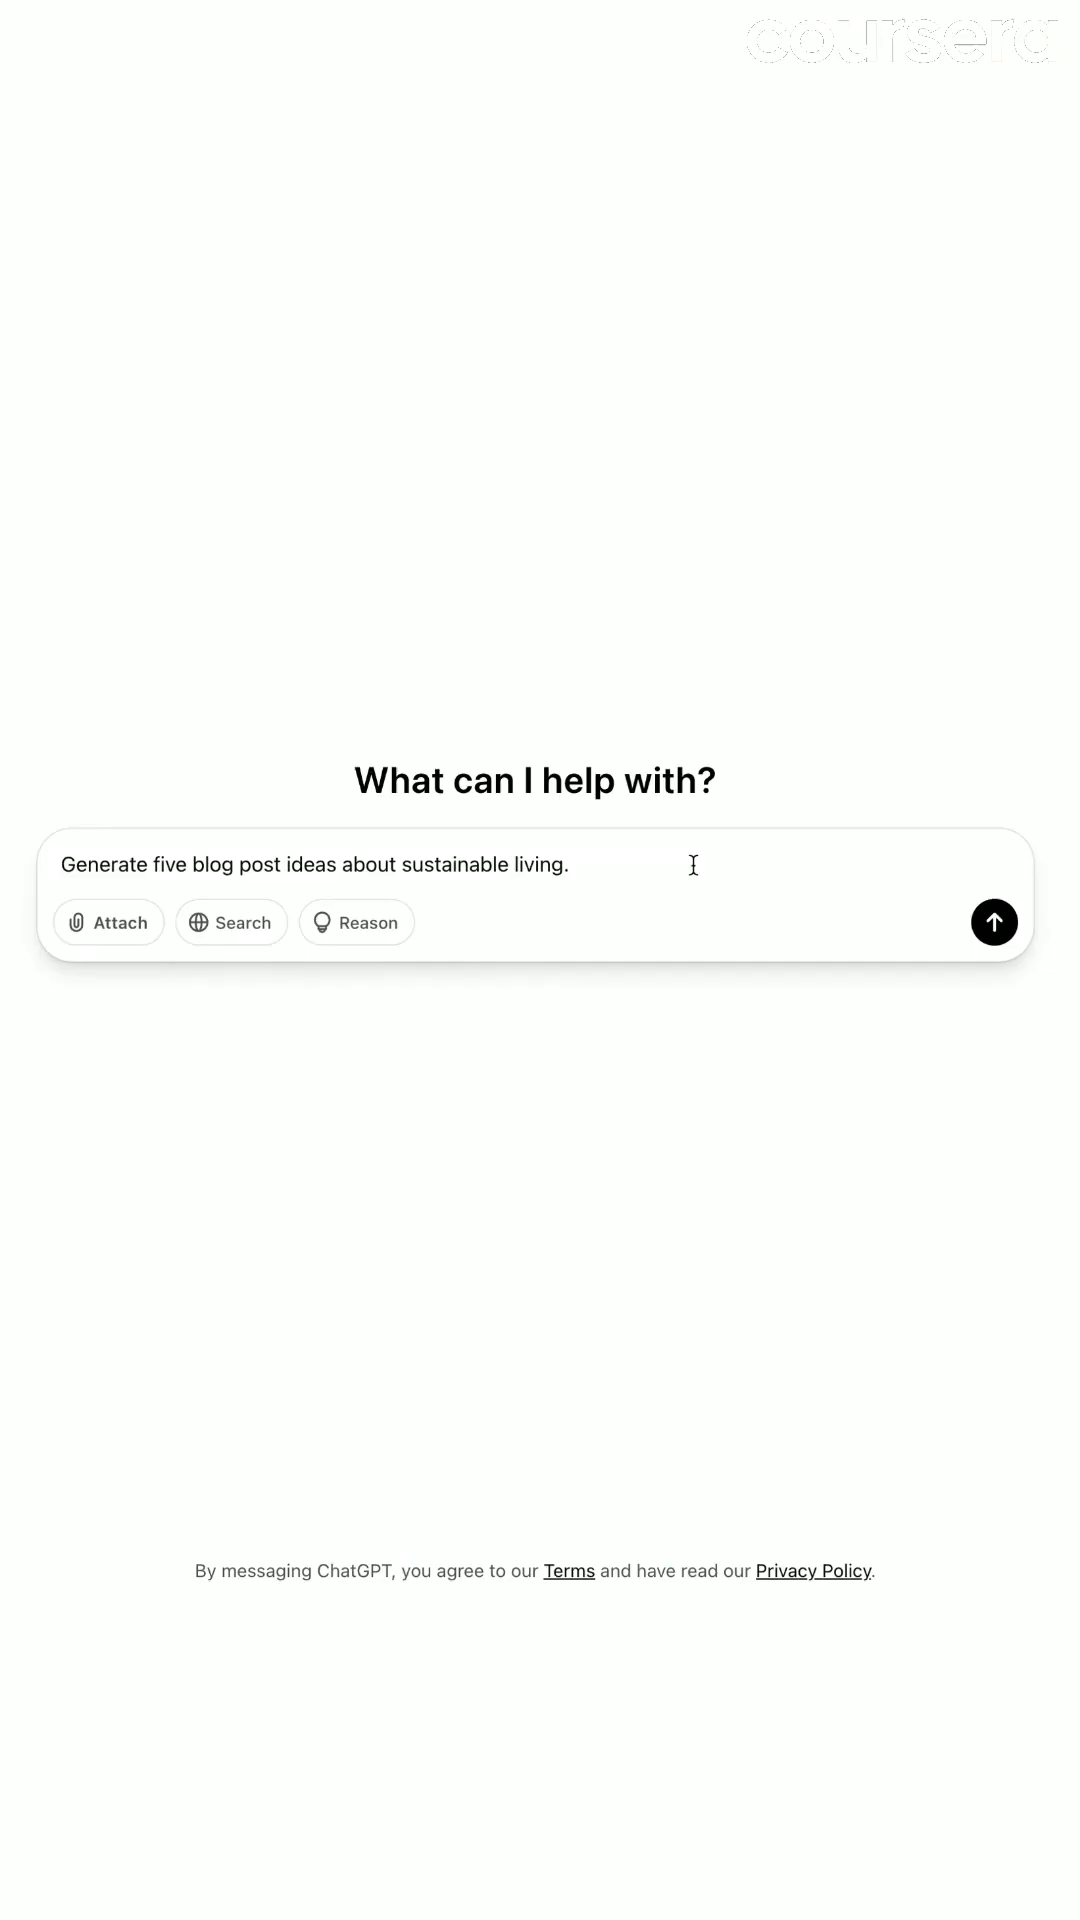 coursera
What can I help with?
Generate five blog post ideas about sustainable living.
Attach
Search
Reason
By messaging ChatGPT, you agree to our Terms and have read our Privacy Policy.